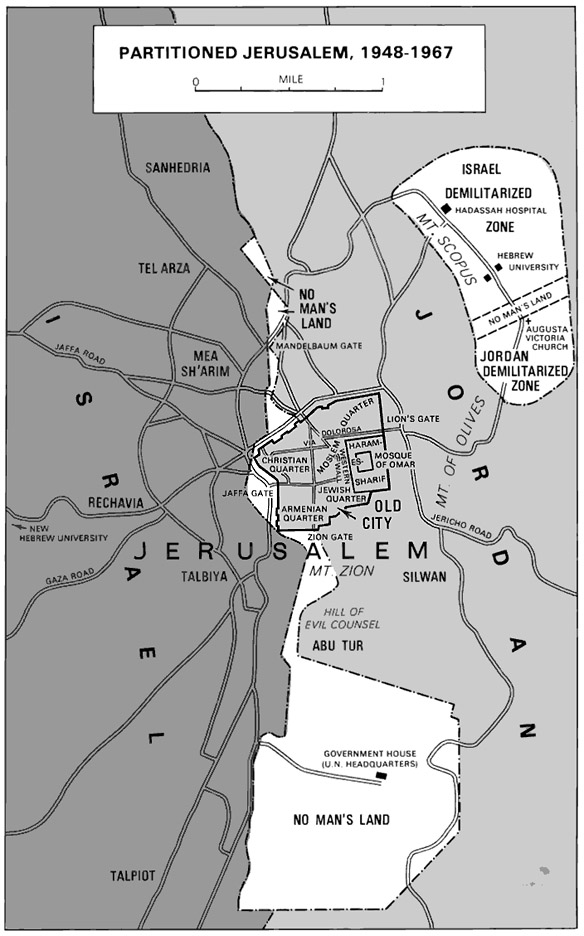 PARTITIONED JERUSALEM, 1948-1967
0 MILE 1
SANHEDRIA
ISRAEL
DEMILITARIZED
HADASSAH HOSPITAL
ZONE
MT. SCOPUS
HEBREW
UNIVERSITY
TEL ARZA
NO
MAN'S
LAND
NO MAN'S LAND
MANDELBAUM GATE
AUGUSTA
VICTORIA
CHURCH
JORDAN
DEMILITARIZED
ZONE
JAFFA ROAD
MEA
SH'ARIM
ISRAEL
JORDAN
MOSLEM QUARTER
LION'S GATE
VIA DOLOROSA
HARAM-
ES-
SHARIF
MOSQUE
OF OMAR
WESTERN
WALL
CHRISTIAN
QUARTER
MT. OF OLIVES
JAFFA GATE
JEWISH
QUARTER
RECHAVIA
ARMENIAN
QUARTER
OLD
CITY
NEW
HEBREW UNIVERSITY
ZION GATE
JERICHO ROAD
JERUSALEM
GAZA ROAD
TALBIYA
MT. ZION
SILWAN
HILL OF
EVIL COUNSEL
ABU TUR
GOVERNMENT HOUSE
(U.N. HEADQUARTERS)
NO MAN'S LAND
TALPIOT